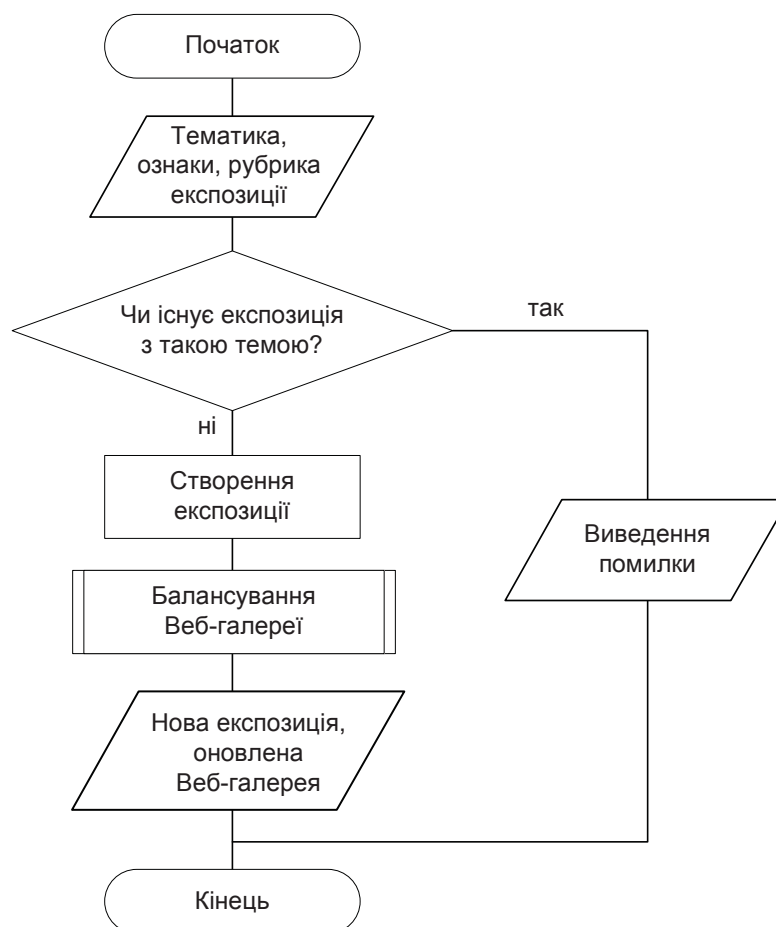 Початок
Тематика,
ознаки, рубрика
експозиції
Чи існує експозиція
з такою темою?
так
ні
Створення
експозиції
Виведення
помилки
Балансування
Веб-галереї
Нова експозиція,
оновлена
Веб-галерея
Кінець